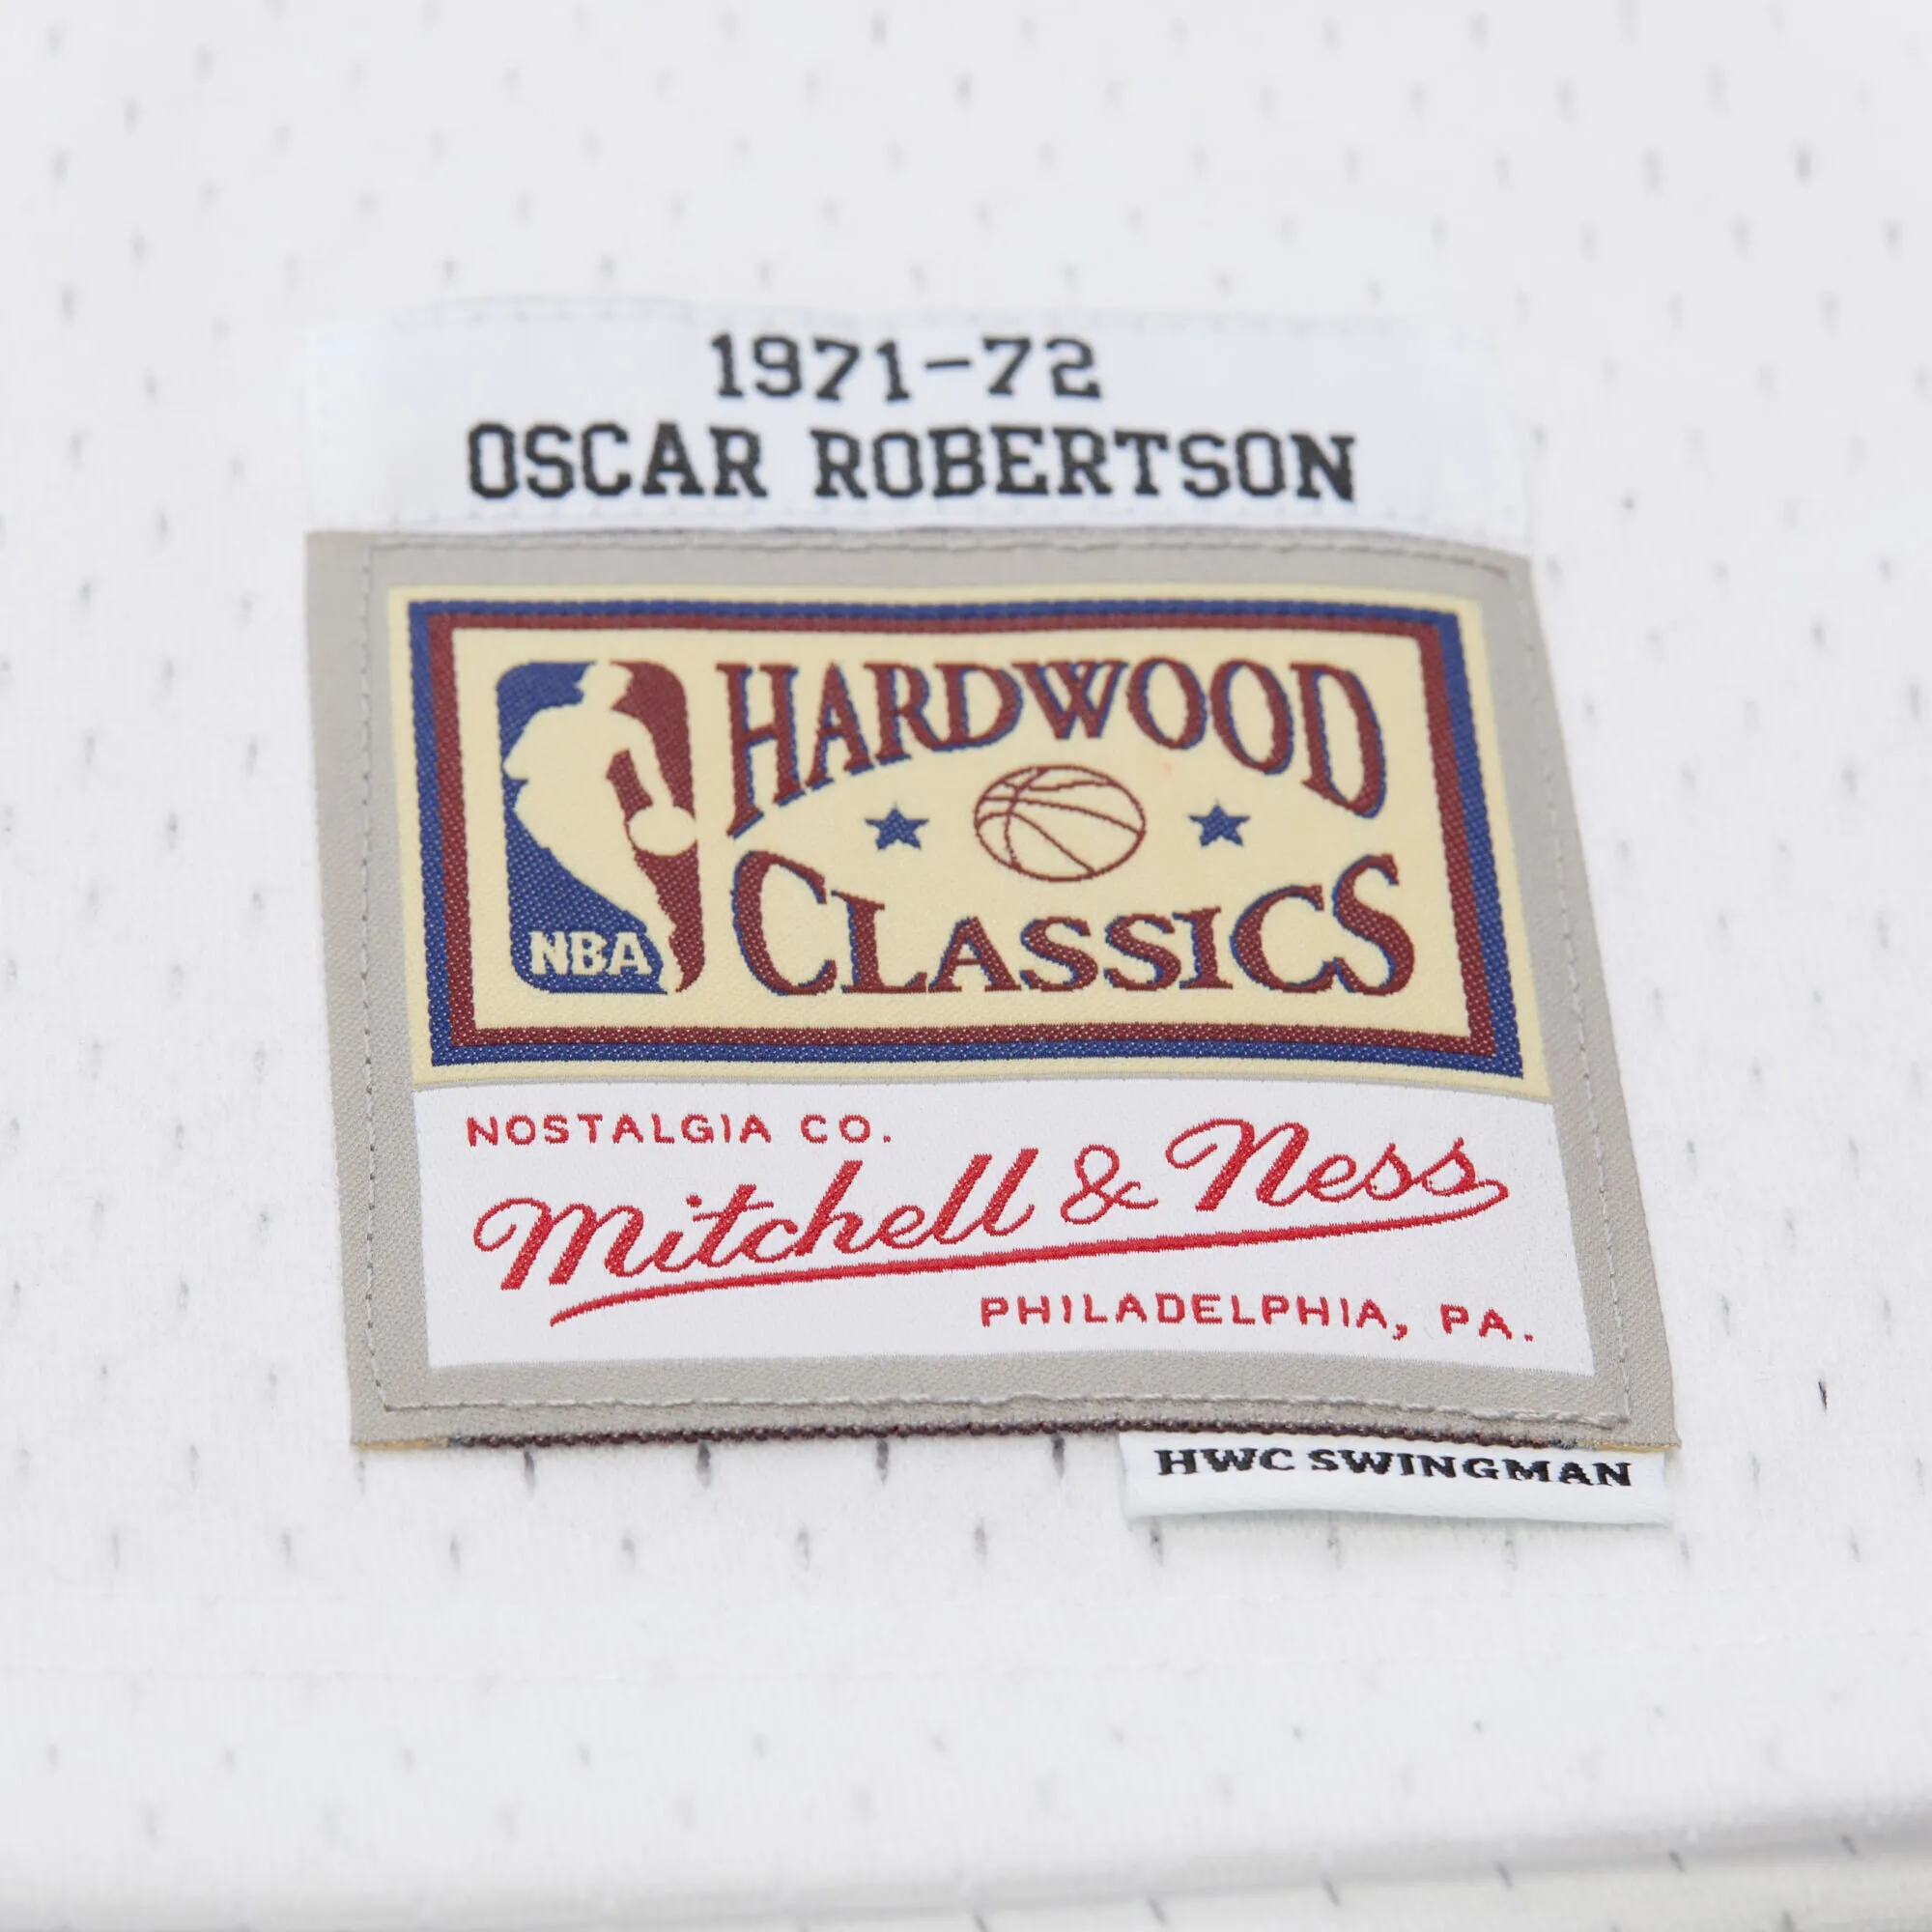 1971-72
OSCAR ROBERTSON
HARDWOOD
CLASSICS
NBA
NOSTALGIA CO.
Mitchell & Ness
PHILADELPHIA, PA.
HWC SWINGMAN